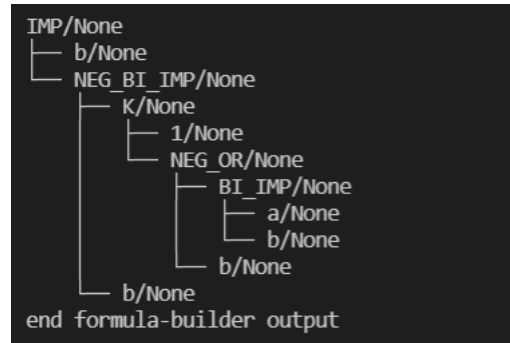 IMP/None
├── b/None
└── NEG_BI_IMP/None
    ├── K/None
    │   ├── 1/None
    │   └── NEG_OR/None
    │       ├── BI_IMP/None
    │       │   ├── a/None
    │       │   └── b/None
    │       └── b/None
    └── b/None
end formula-builder output